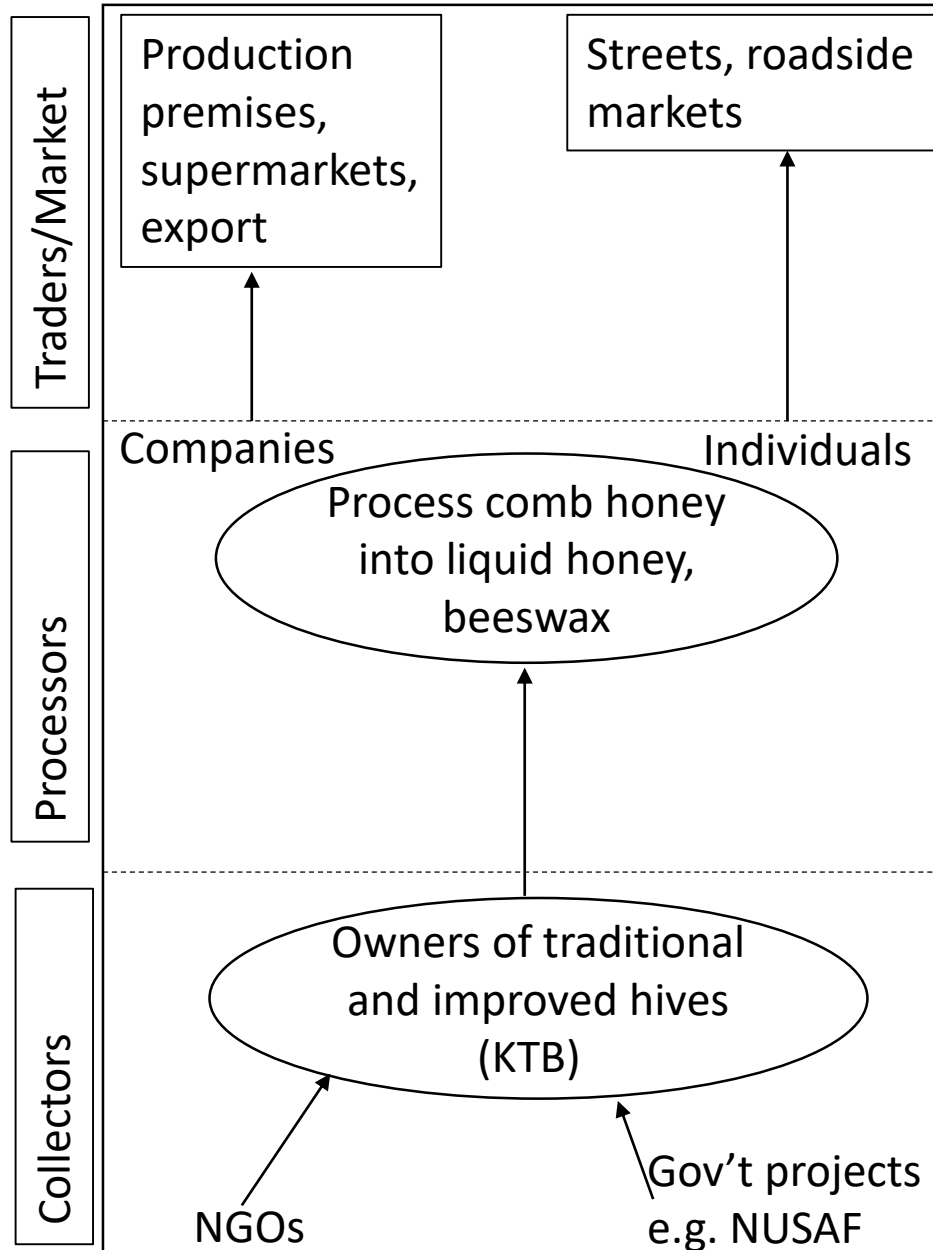 Traders/Market
Production
premises,
supermarkets,
export
Streets, roadside
markets
Processors
Companies
Individuals
Process comb honey
into liquid honey,
beeswax
Collectors
Owners of traditional
and improved hives
(KTB)
NGOs
Gov’t projects
e.g. NUSAF